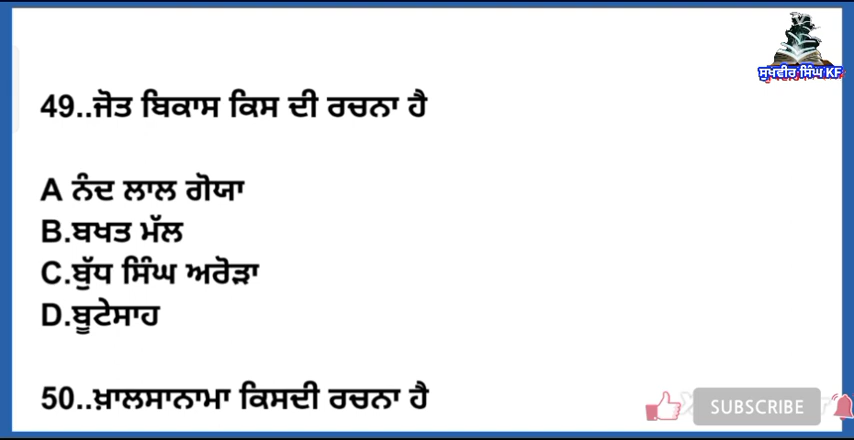 ਸੁਖਵੀਰ ਸਿੰਘ KF
49..ਜੋਤ ਬਿਕਾਸ ਕਿਸ ਦੀ ਰਚਨਾ ਹੈ
A ਨੰਦ ਲਾਲ ਗੋਯਾ
B.ਬਖਤ ਮੱਲ
C.ਬੁੱਧ ਸਿੰਘ ਅਰੋੜਾ
D.ਬੂਟੇਸਾਹ
50..ਖ਼ਾਲਸਾਨਾਮਾ ਕਿਸਦੀ ਰਚਨਾ ਹੈ
SUBSCRIBE